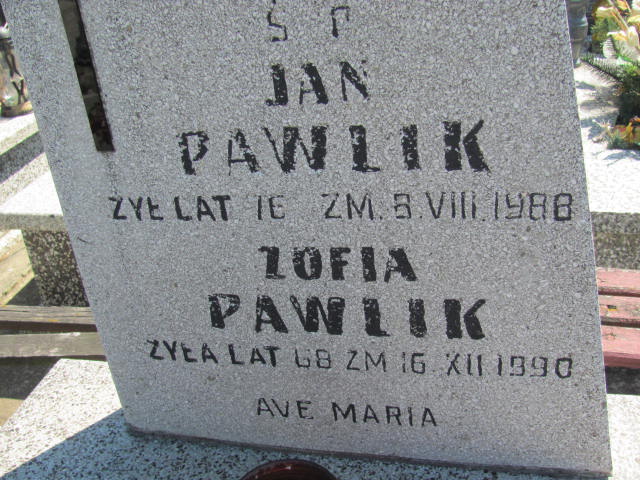 Ś P
JAN
PAWLIK
ŻYŁ LAT 76 ZM. 8. VIII. 1988
ZOFIA
PAWLIK
ŻYŁA LAT 68 ZM 16. XII 1990
AVE MARIA